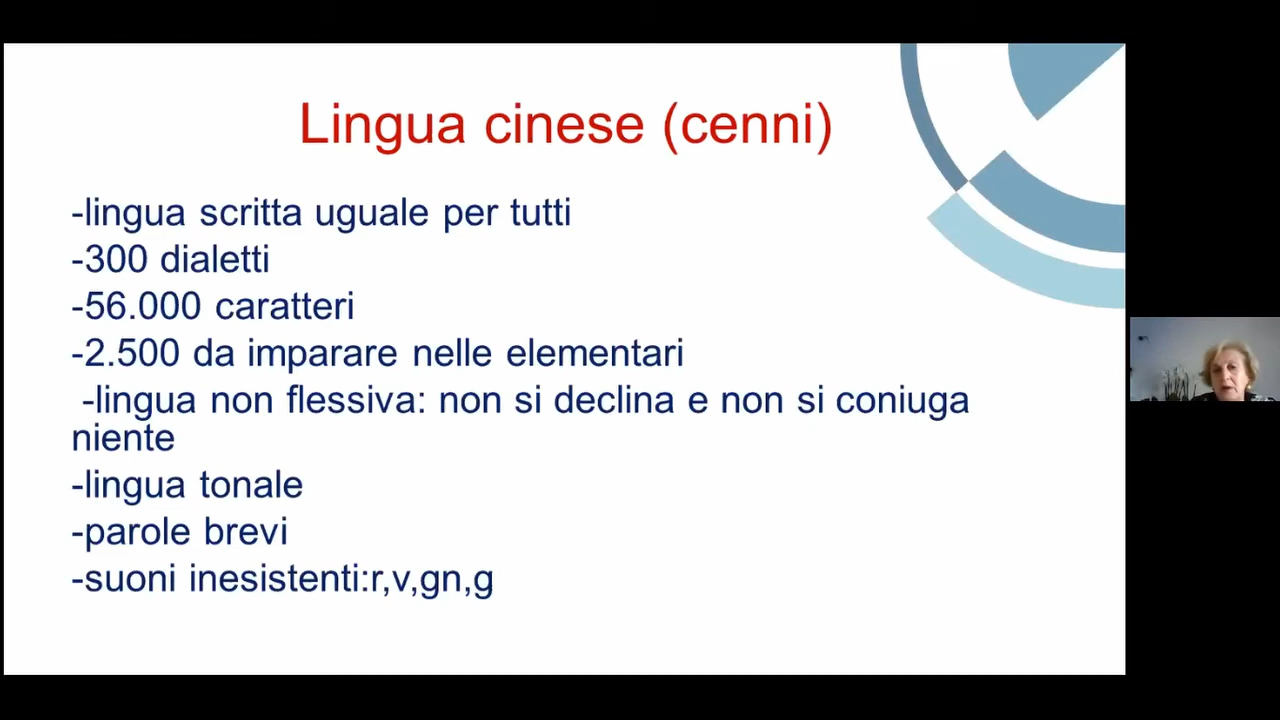 Lingua cinese (cenni)
-lingua scritta uguale per tutti
-300 dialetti
-56.000 caratteri
-2.500 da imparare nelle elementari
-lingua non flessiva: non si declina e non si coniuga
niente
-lingua tonale
-parole brevi
-suoni inesistenti:r,v,gn,g